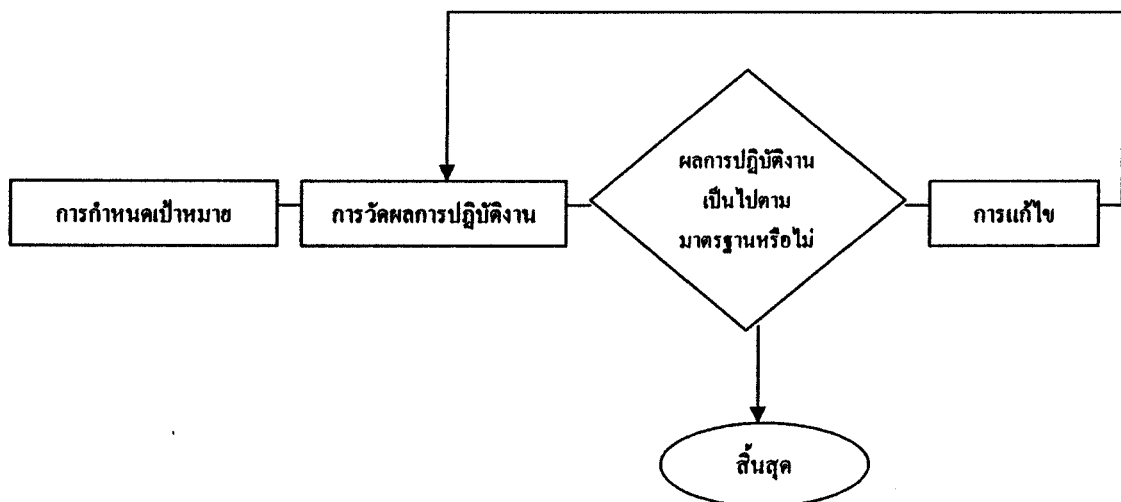 การกำหนดเป้าหมาย
การวัดผลการปฏิบัติงาน
ผลการปฏิบัติงาน
เป็นไปตาม
มาตรฐานหรือไม่
การแก้ไข
สิ้นสุด